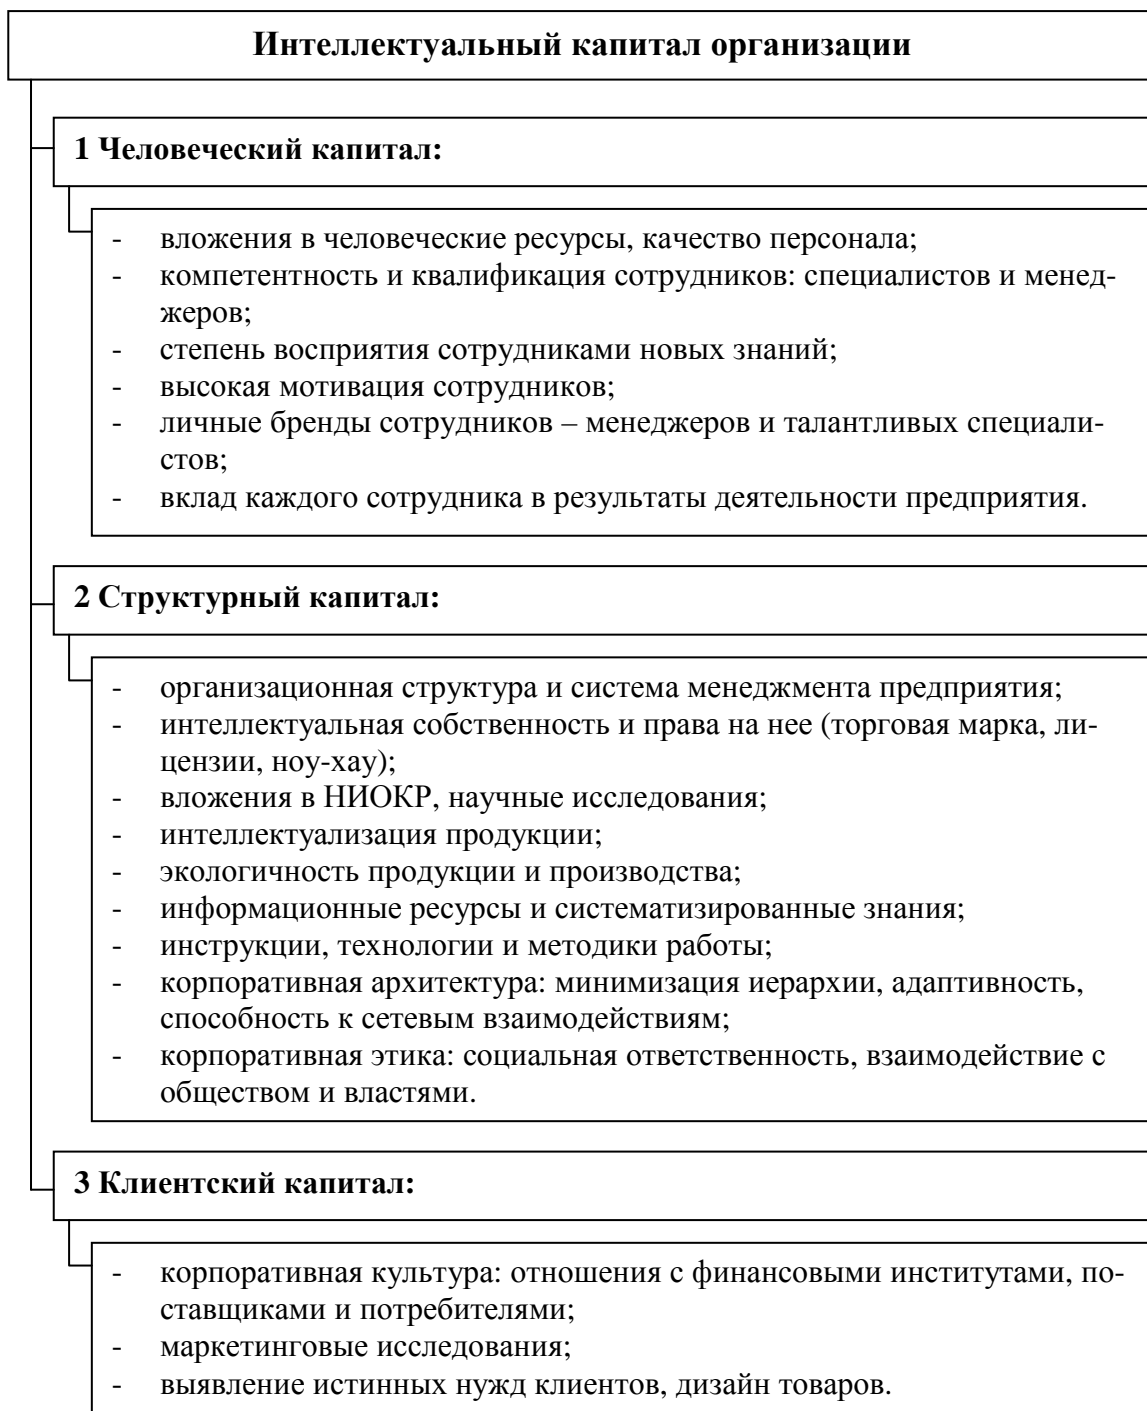 Интеллектуальный капитал организации
1 Человеческий капитал:
- вложения в человеческие ресурсы, качество персонала;
- компетентность и квалификация сотрудников: специалистов и менед-
жеров;
- степень восприятия сотрудниками новых знаний;
- высокая мотивация сотрудников;
- личные бренды сотрудников – менеджеров и талантливых специали-
стов;
- вклад каждого сотрудника в результаты деятельности предприятия.
2 Структурный капитал:
- организационная структура и система менеджмента предприятия;
- интеллектуальная собственность и права на нее (торговая марка, ли-
цензии, ноу-хау);
- вложения в НИОКР, научные исследования;
- интеллектуализация продукции;
- экологичность продукции и производства;
- информационные ресурсы и систематизированные знания;
- инструкции, технологии и методики работы;
- корпоративная архитектура: минимизация иерархии, адаптивность,
способность к сетевым взаимодействиям;
- корпоративная этика: социальная ответственность, взаимодействие с
обществом и властями.
3 Клиентский капитал:
- корпоративная культура: отношения с финансовыми институтами, по-
ставщиками и потребителями;
- маркетинговые исследования;
- выявление истинных нужд клиентов, дизайн товаров.